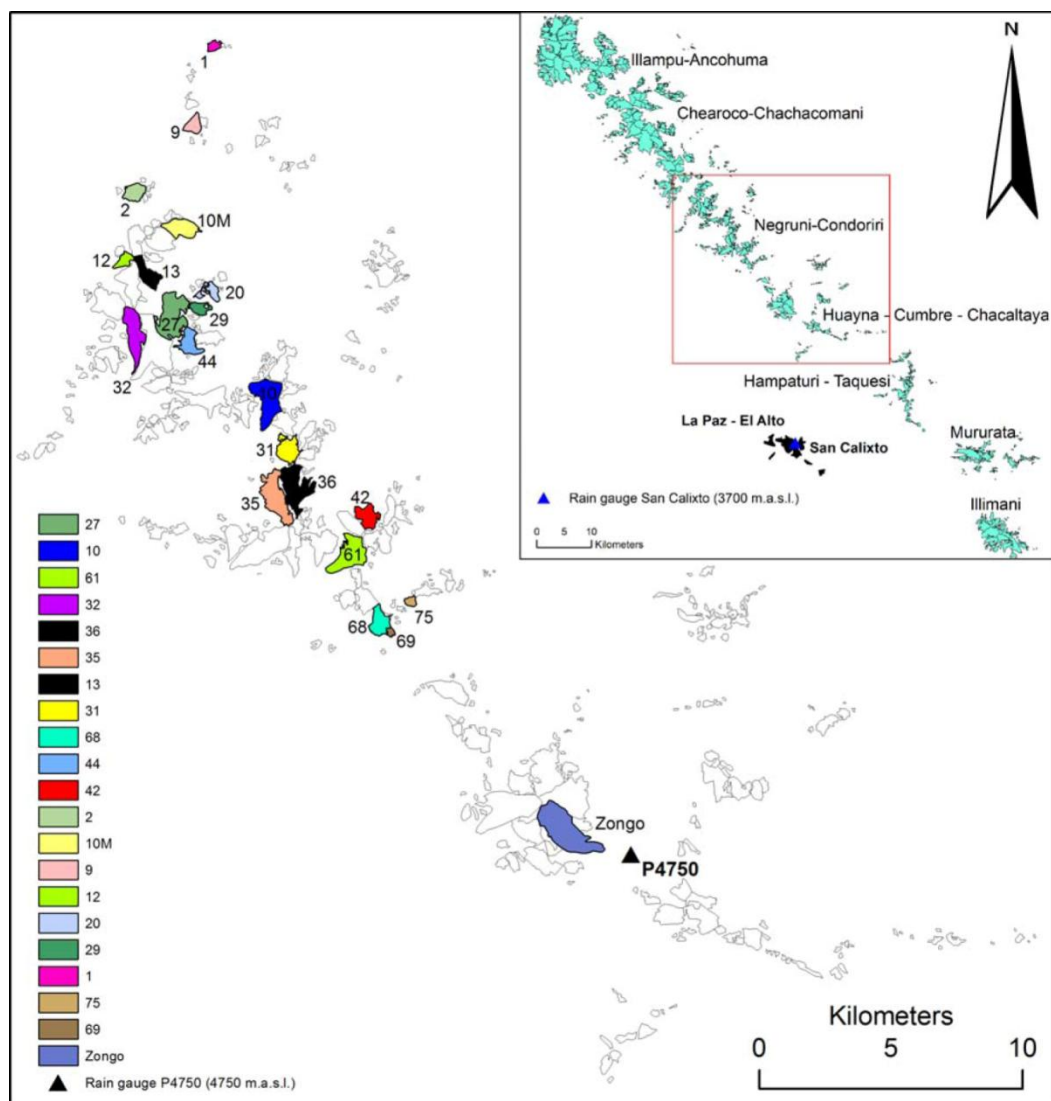 1
9
2
10M
12
13
20
29
27
44
32
10
31
36
35
42
61
75
68
69
Zongo
P4750
27
10
61
32
36
35
13
31
68
44
42
2
10M
9
12
20
29
1
75
69
Zongo
Rain gauge P4750 (4750 m.a.s.l.)
Kilometers
0 5 10
N
Illampu-Ancohuma
Chearoco-Chachacomani
Negruni-Condoriri
Huayna - Cumbre - Chacaltaya
Hampaturi - Taquesi
La Paz - El Alto
San Calixto
Mururata
Illimani
Rain gauge San Calixto (3700 m.a.s.l.)
0 5 10
Kilometers